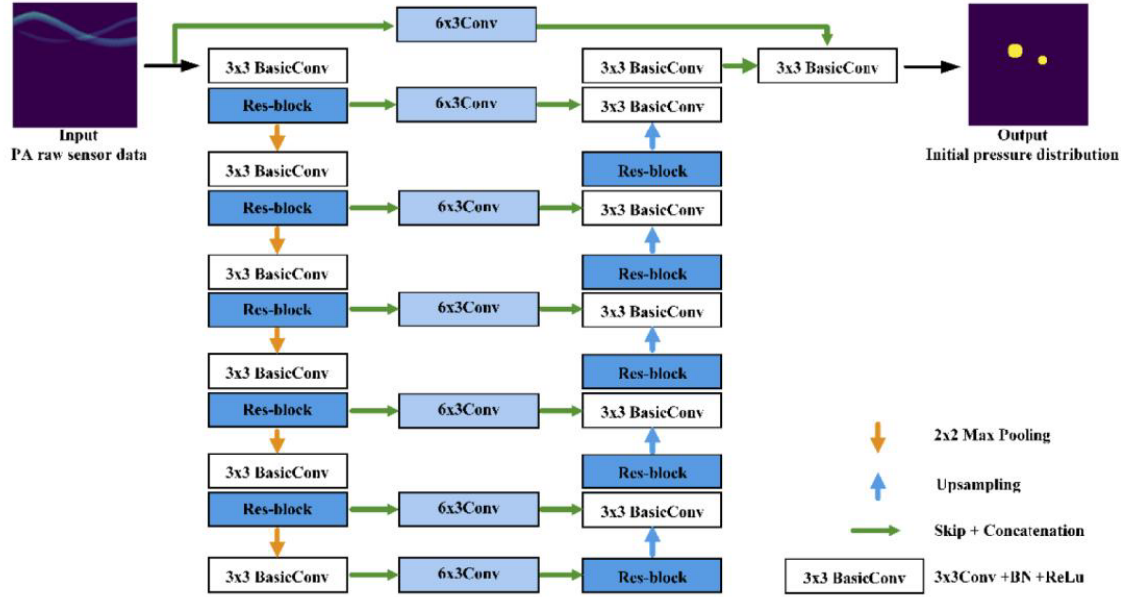 6x3Conv
3x3 BasicConv
3x3 BasicConv
3x3 BasicConv
Res-block
6x3Conv
3x3 BasicConv
Input
PA raw sensor data
Output
Initial pressure distribution
3x3 BasicConv
Res-block
Res-block
6x3Conv
3x3 BasicConv
3x3 BasicConv
Res-block
Res-block
6x3Conv
3x3 BasicConv
3x3 BasicConv
Res-block
Res-block
6x3Conv
3x3 BasicConv
2x2 Max Pooling
3x3 BasicConv
Res-block
Upsampling
Res-block
6x3Conv
3x3 BasicConv
Skip + Concatenation
3x3 BasicConv
6x3Conv
Res-block
3x3 BasicConv
3x3Conv +BN +ReLu